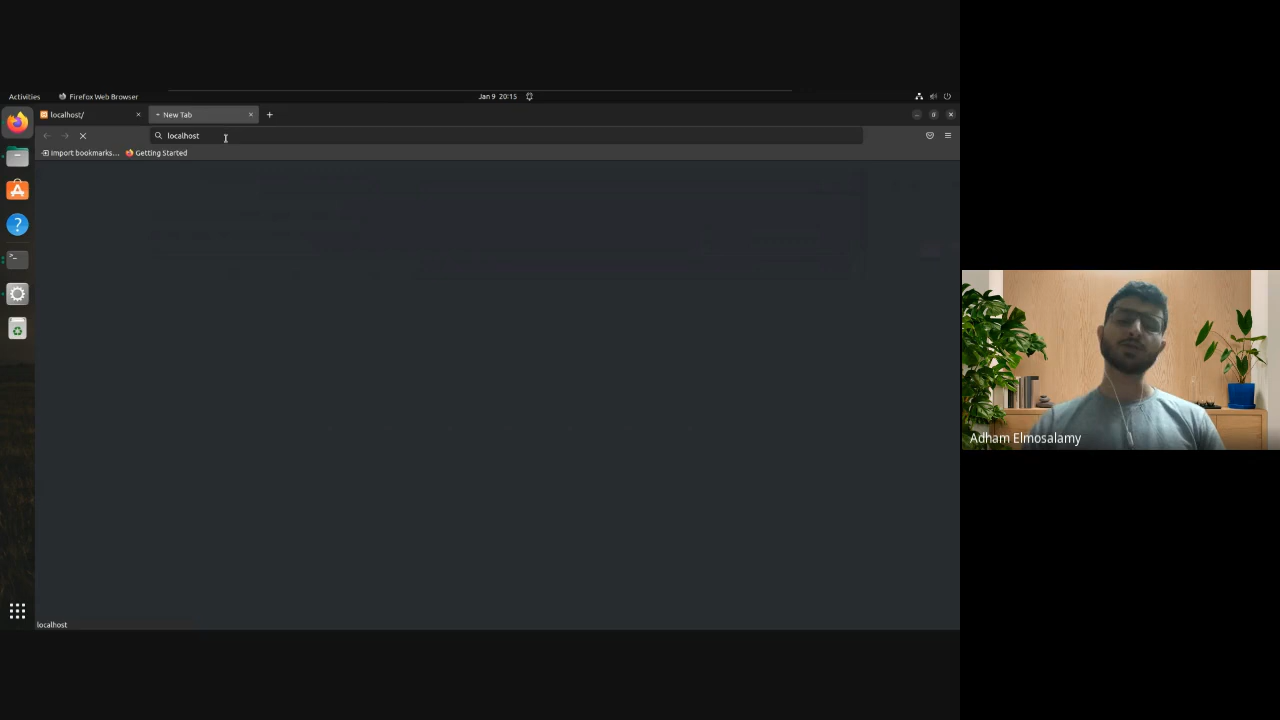 Activities Firefox Web Browser Jan 9 20:15
localhost/ New Tab
localhost
Import bookmarks... Getting Started
Adham Elmosalamy
localhost